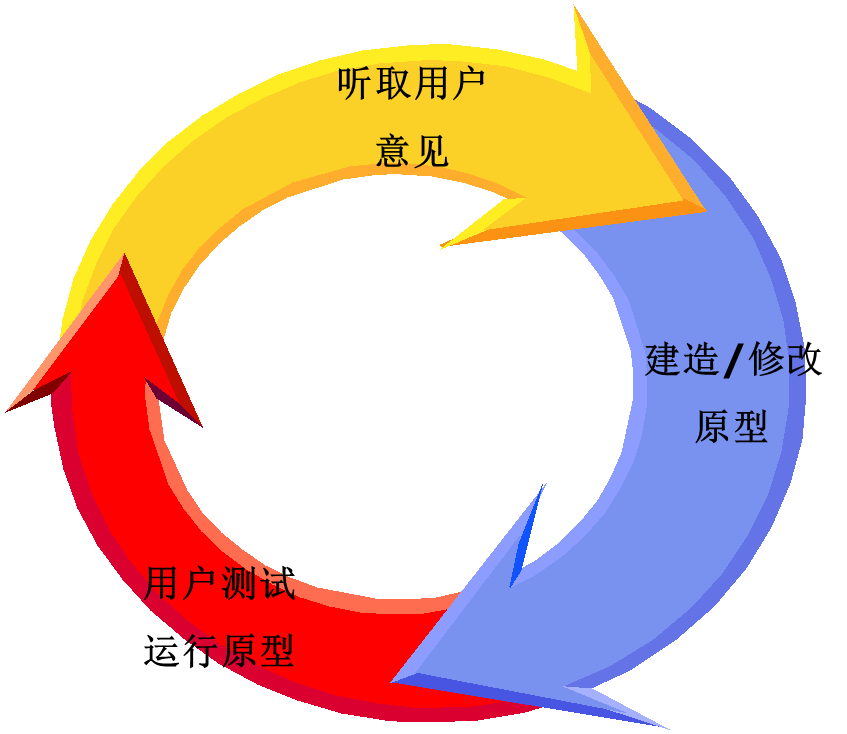 听取用户
意见
建造/修改
原型
用户测试
运行原型